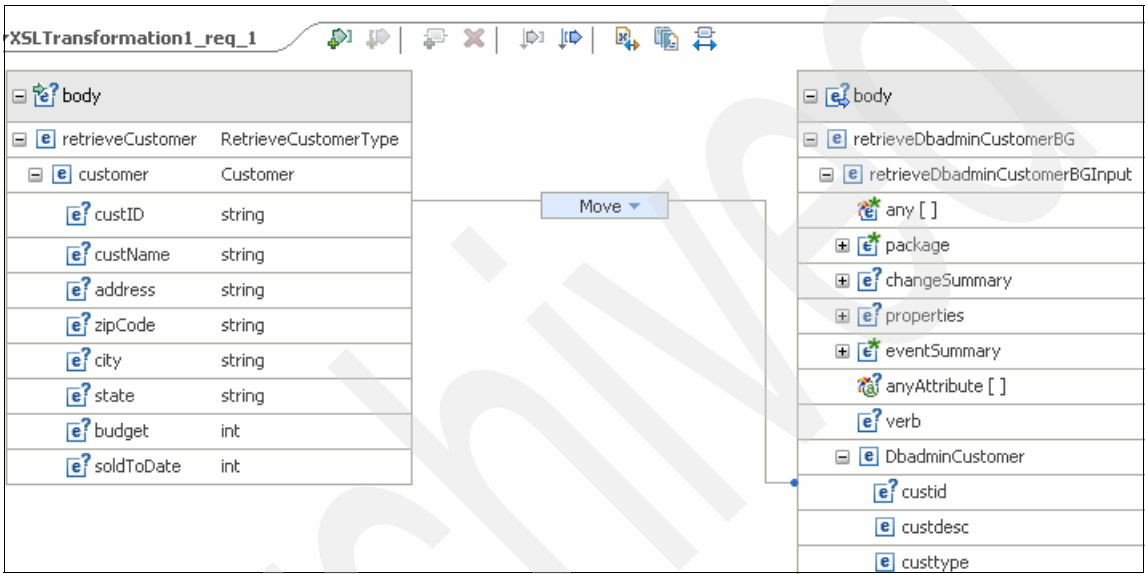 XSLTransformation1_req_1
body
retrieveCustomer RetrieveCustomerType
customer Customer
custID string
custName string
address string
zipCode string
city string
state string
budget int
soldToDate int
Move
body
retrieveDbadminCustomerBG
retrieveDbadminCustomerBGInput
any [ ]
package
changeSummary
properties
eventSummary
anyAttribute [ ]
verb
DbadminCustomer
custid
custdesc
custtype